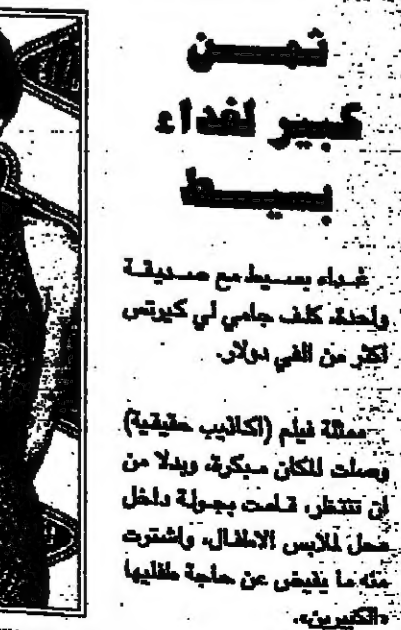 ثمن
كبير لغداء
بسيط
غداء بسيط مع صديقة
واحدة، كلف جامي لي كيرتس
أكثر من الفي دولار.
ممثلة فيلم (اكاذيب حقيقية)
وصلت للمكان مبكرة، وبدلا من
ان تنتظر، قامت بجولة داخل
محل لملابس الاطفال، واشترت
منه ما يفيض عن حاجة طفليها
«الكبيرين».